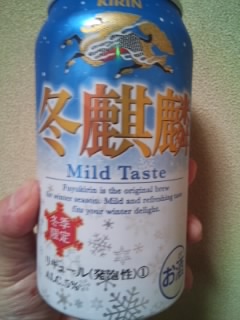 KIRIN
冬麒麟
Mild Taste
Fuyukirin is the original brew
for winter season. Mild and refreshing taste
fits your winter delight.
冬季
限定
リキュール(発泡性)①
ALC.5%
お酒